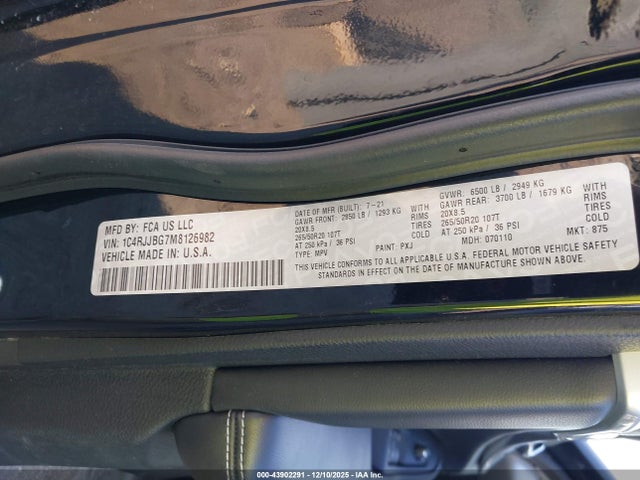 MFD BY: FCA US LLC
VIN: 1C4RJJBG7M8126982
VEHICLE MADE IN: U.S.A.
DATE OF MFR (BUILT): 7-21
GAWR FRONT: 2850 LB / 1293 KG WITH
20X8.5 RIMS
265/50R20 107T TIRES
AT 250 kPa / 36 PSI COLD
TYPE: MPV PAINT: PXJ
GVWR: 6500 LB / 2949 KG
GAWR REAR: 3700 LB / 1679 KG WITH
20X8.5 RIMS
265/50R20 107T TIRES
AT 250 kPa / 36 PSI COLD
MDH: 070110 MKT: 875
THIS VEHICLE CONFORMS TO ALL APPLICABLE U.S.A. FEDERAL MOTOR VEHICLE SAFETY
STANDARDS IN EFFECT ON THE DATE OF MANUFACTURE SHOWN ABOVE.
000-43902291 - 12/10/2025 - IAA Inc.